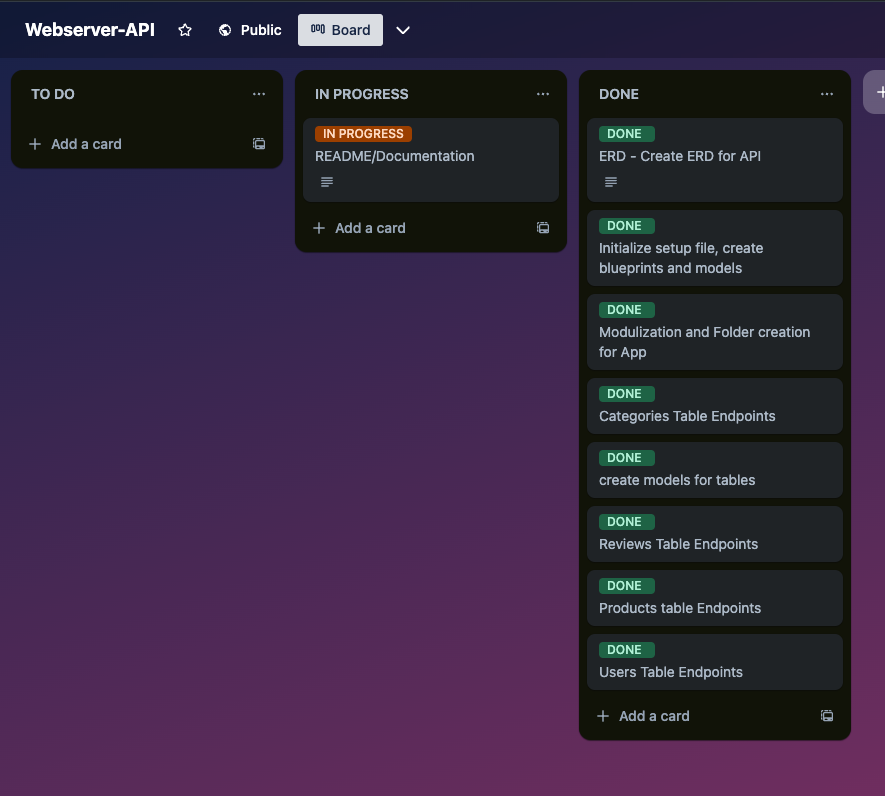 Webserver-API
Public
Board
TO DO
Add a card
IN PROGRESS
IN PROGRESS
README/Documentation
Add a card
DONE
DONE
ERD - Create ERD for API
DONE
Initialize setup file, create
blueprints and models
DONE
Modulization and Folder creation
for App
DONE
Categories Table Endpoints
DONE
create models for tables
DONE
Reviews Table Endpoints
DONE
Products table Endpoints
DONE
Users Table Endpoints
Add a card